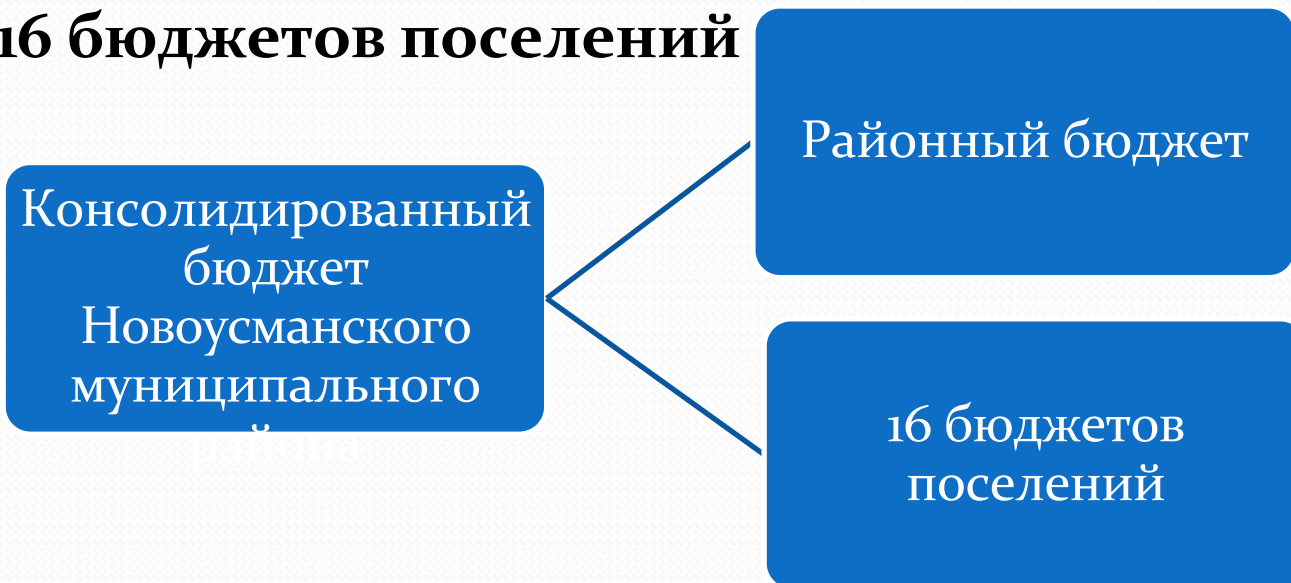 16 бюджетов поселений
Районный бюджет
Консолидированный
бюджет
Новоусманского
муниципального
16 бюджетов
поселений